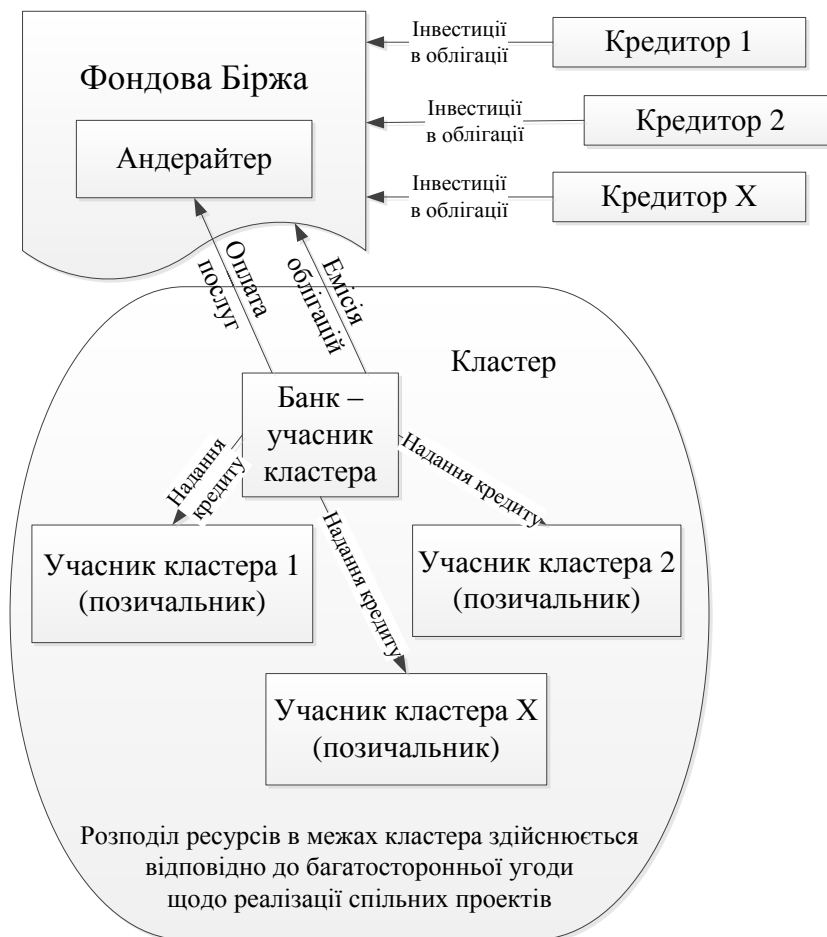 Фондова Біржа
Андерайтер
Інвестиції
в облігації
Кредитор 1
Інвестиції
в облігації
Кредитор 2
Інвестиції
в облігації
Кредитор Х
Оплата
послуг
Емісія
облігацій
Кластер
Банк –
учасник
кластера
Надання
кредиту
Надання кредиту
Надання кредиту
Учасник кластера 1
(позичальник)
Учасник кластера 2
(позичальник)
Учасник кластера Х
(позичальник)
Розподіл ресурсів в межах кластера здійснюється
відповідно до багатосторонньої угоди
щодо реалізації спільних проектів